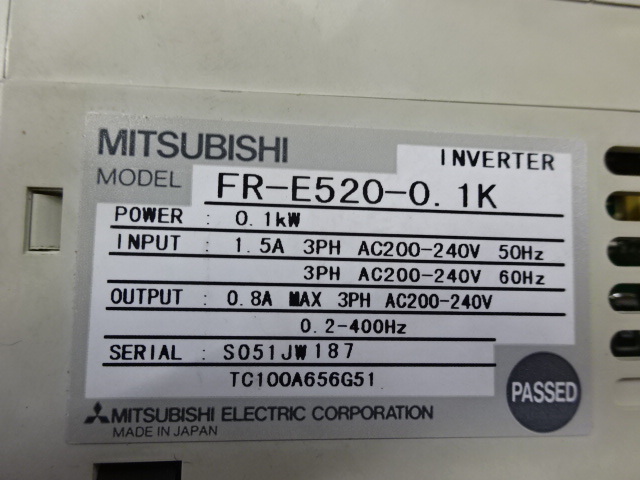 MITSUBISHI
INVERTER
MODEL FR-E520-0.1K
POWER : 0.1kW
INPUT : 1.5A 3PH AC200-240V 50Hz
3PH AC200-240V 60Hz
OUTPUT : 0.8A MAX 3PH AC200-240V
0.2-400Hz
SERIAL : S051JW187
TC100A656G51
PASSED
MITSUBISHI ELECTRIC CORPORATION
MADE IN JAPAN